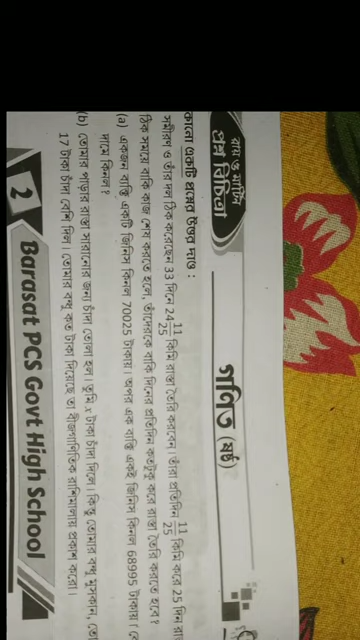 রায় ও মার্টিন
প্রশ্ন বিচিত্রা
গণিত (ষষ্ঠ)
কোনো একটি প্রশ্নের উত্তর দাও :
সমীরণ ও তাঁর দল ঠিক করেছেন 33 দিনে 24 11/25 কিমি রাস্তা তৈরি করবেন। তাঁরা প্রতিদিন 11/25 কিমি করে 25 দিন
ঠিক সময়ে বাকি কাজ শেষ করতে হলে, তাঁদেরকে বাকি দিনের প্রতিদিন কতটুকু করে রাস্তা তৈরি করতে হবে?
(a) একজন ব্যক্তি একটি জিনিস কিনল 70025 টাকায়। অপর এক ব্যক্তি একই জিনিস কিনল 68995 টাকায়।
দামে কিনল?
(b) তোমার পাড়ার রাস্তা সারানোর জন্য চাঁদা তোলা হল। তুমি x টাকা চাঁদা দিলে। কিন্তু তোমার বন্ধু মুসকান,
17 টাকা চাঁদা বেশি দিল। তোমার বন্ধু কত টাকা দিয়েছে তা বীজগাণিতিক রাশিমালায় প্রকাশ করো।
2 Barasat PCS Govt High School